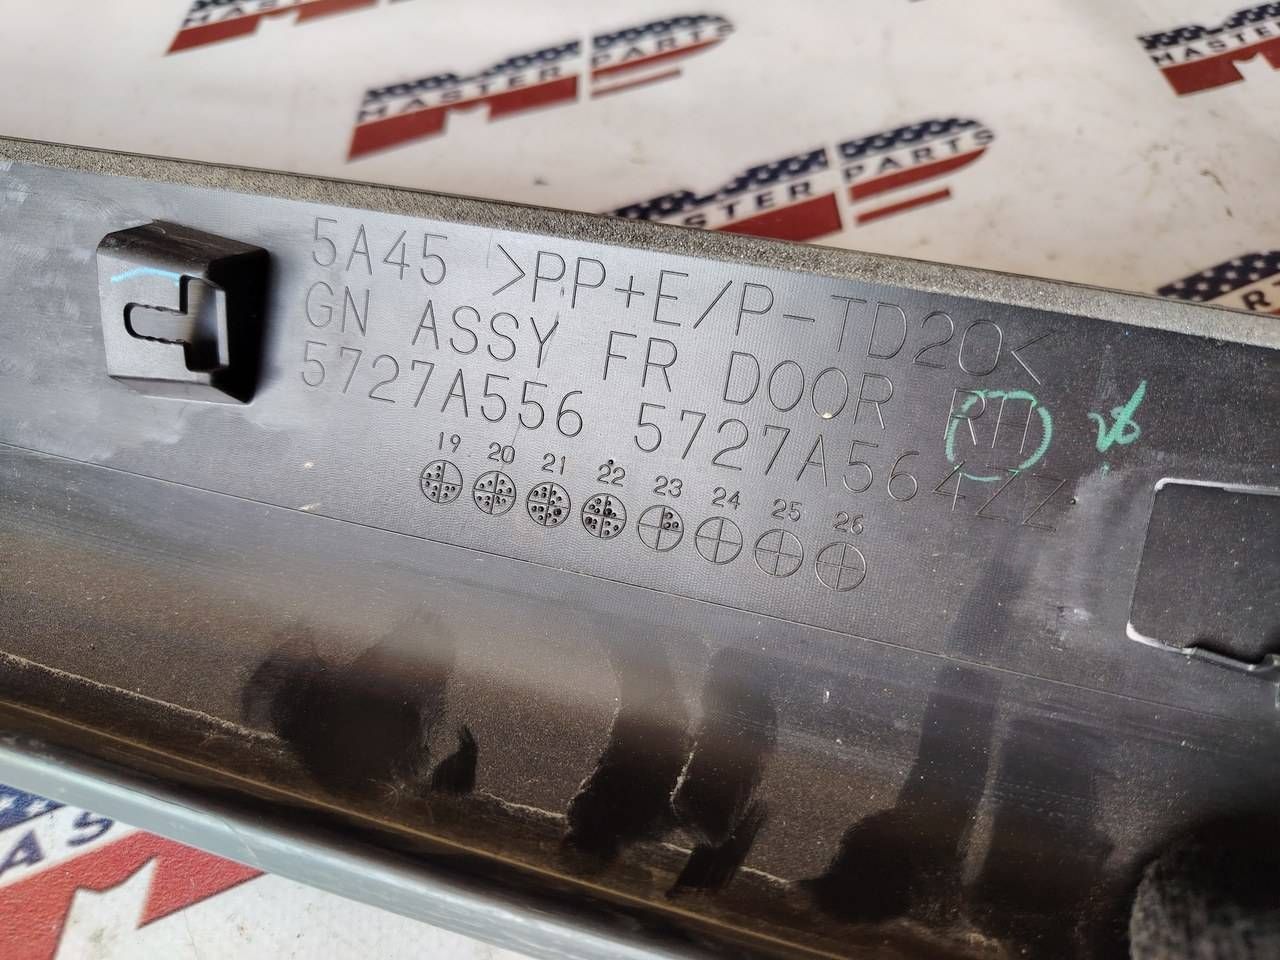 MASTER PARTS
MASTER PARTS
MASTER PARTS
5A45 >PP+E/P-TD20<
GN ASSY FR DOOR RH
5727A556 5727A564ZZ
19 20 21 22 23 24 25 26